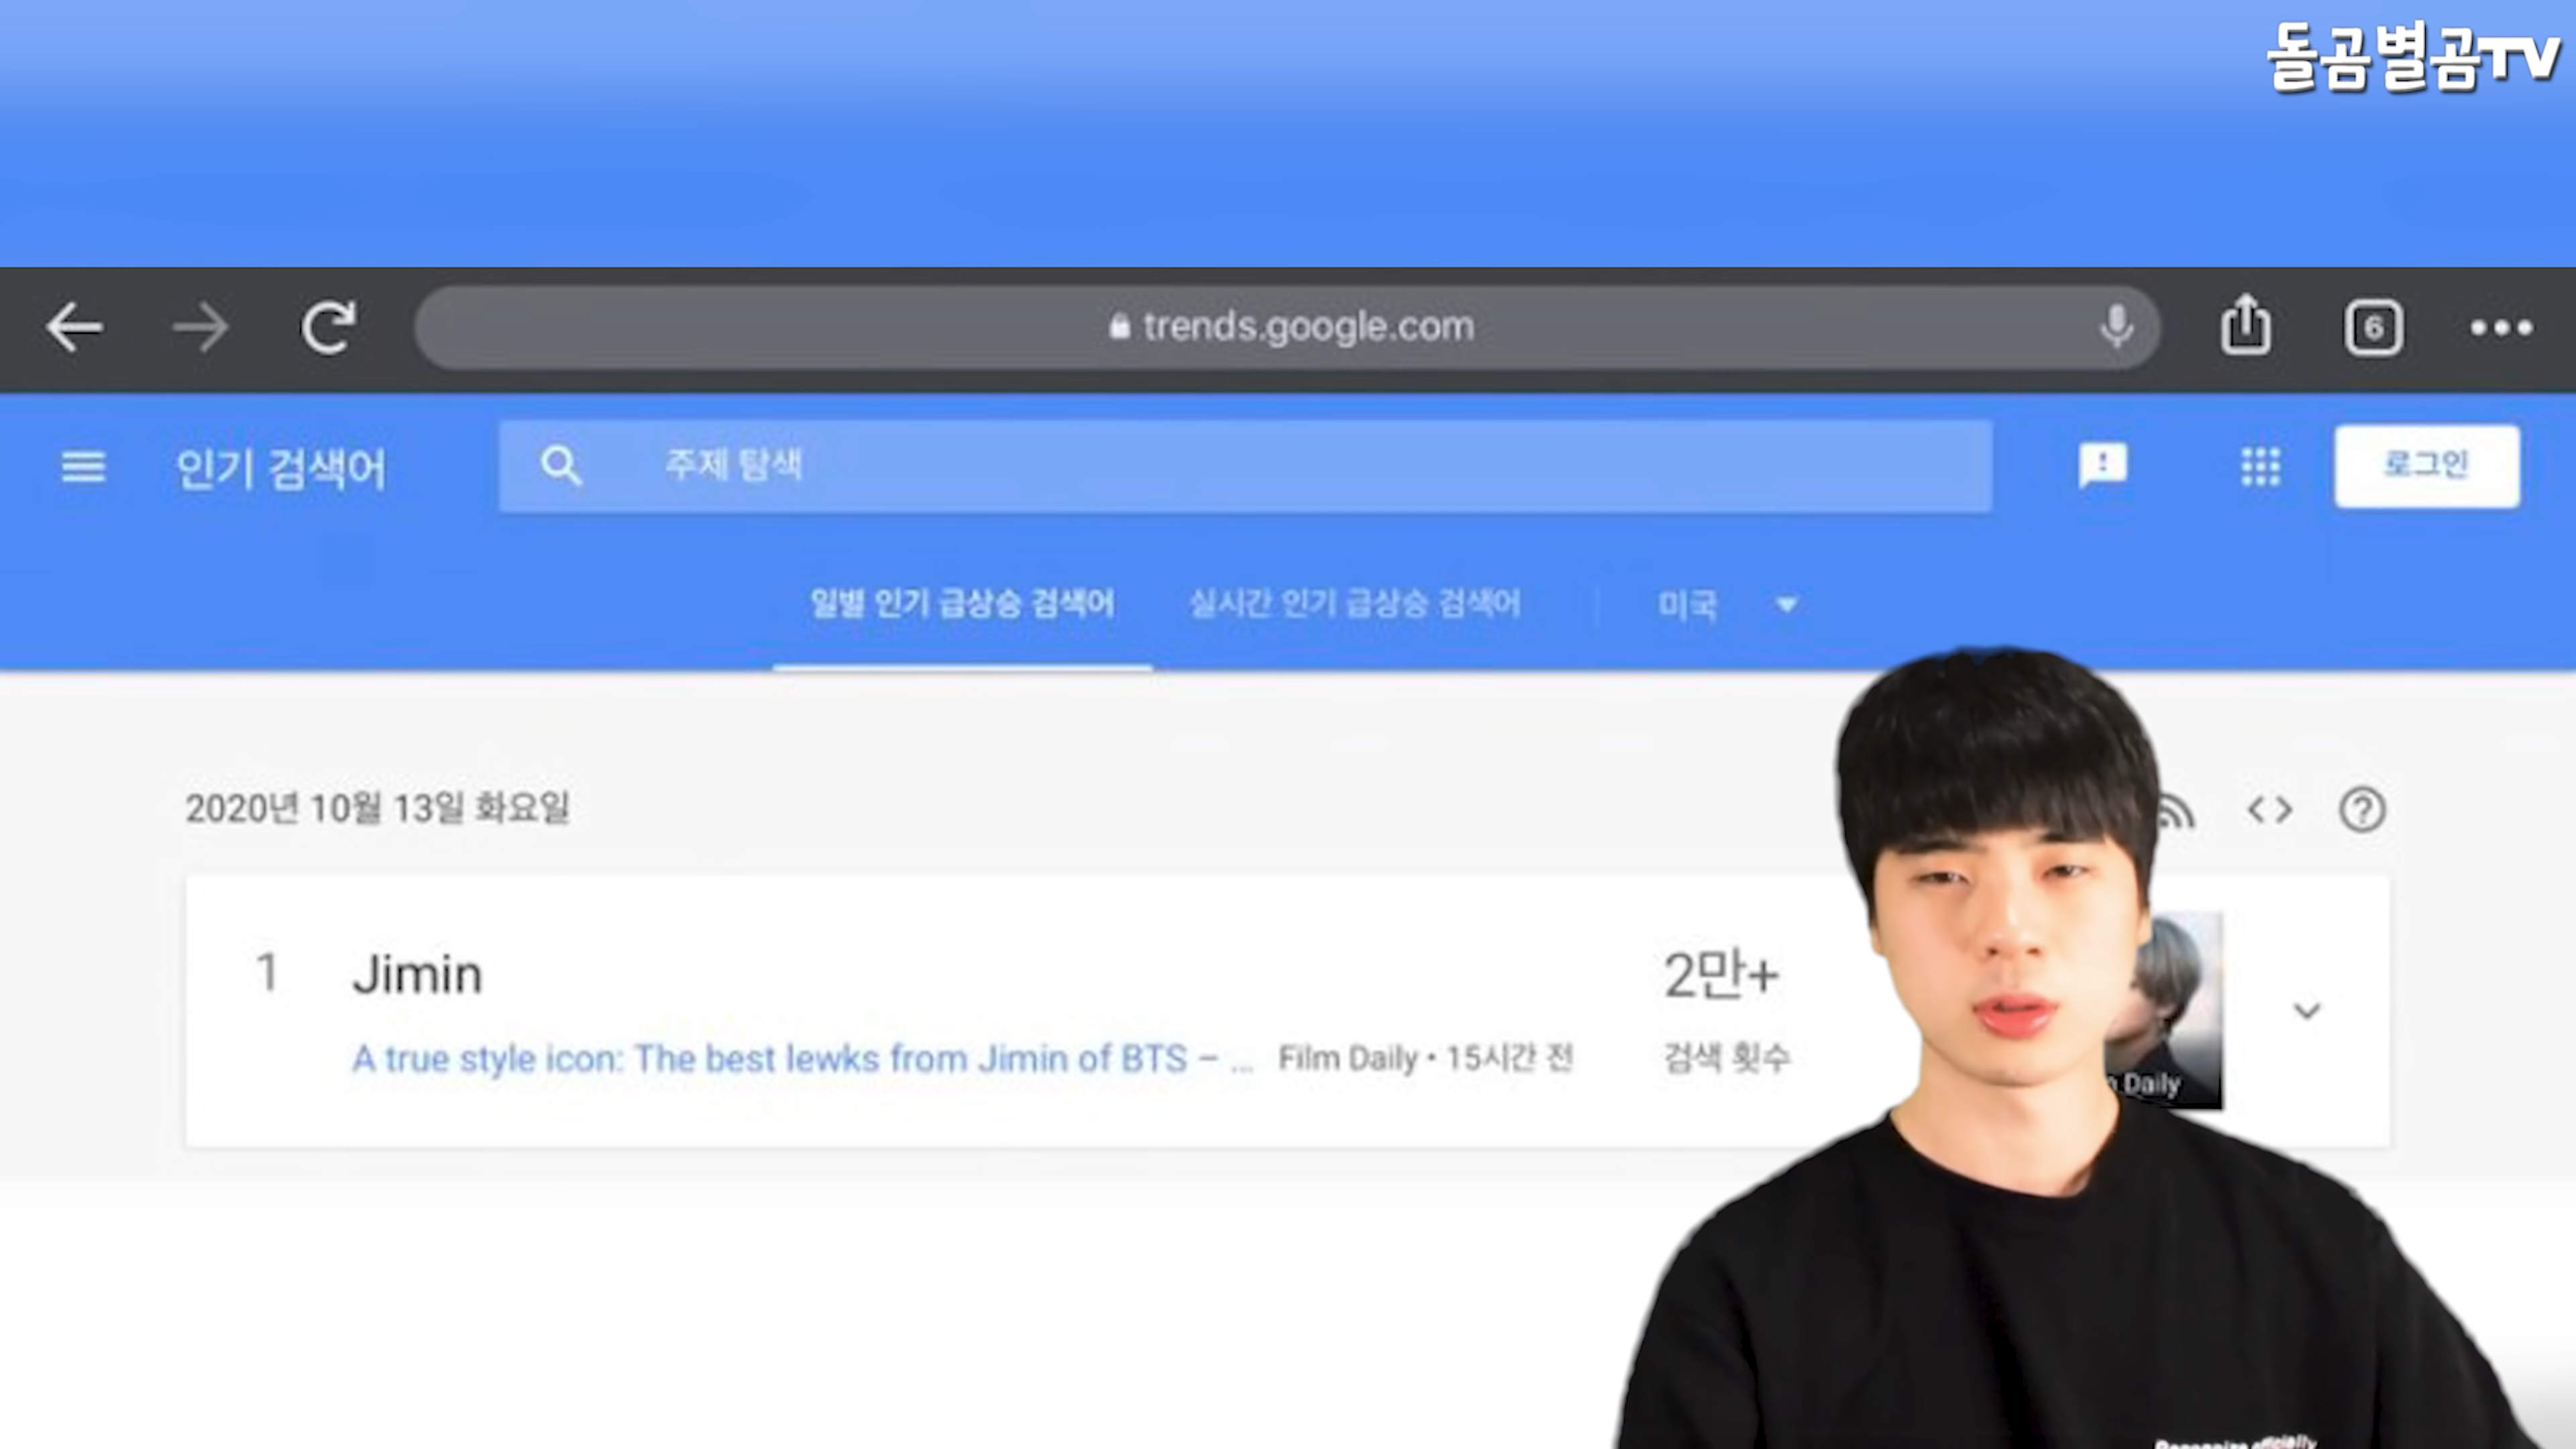 돌곰별곰TV
trends.google.com
6
인기 검색어
주제 탐색
로그인
일별 인기 급상승 검색어
실시간 인기 급상승 검색어
미국
2020년 10월 13일 화요일
1 Jimin 2만+
A true style icon: The best lewks from Jimin of BTS – ... Film Daily • 15시간 전 검색 횟수
Daily